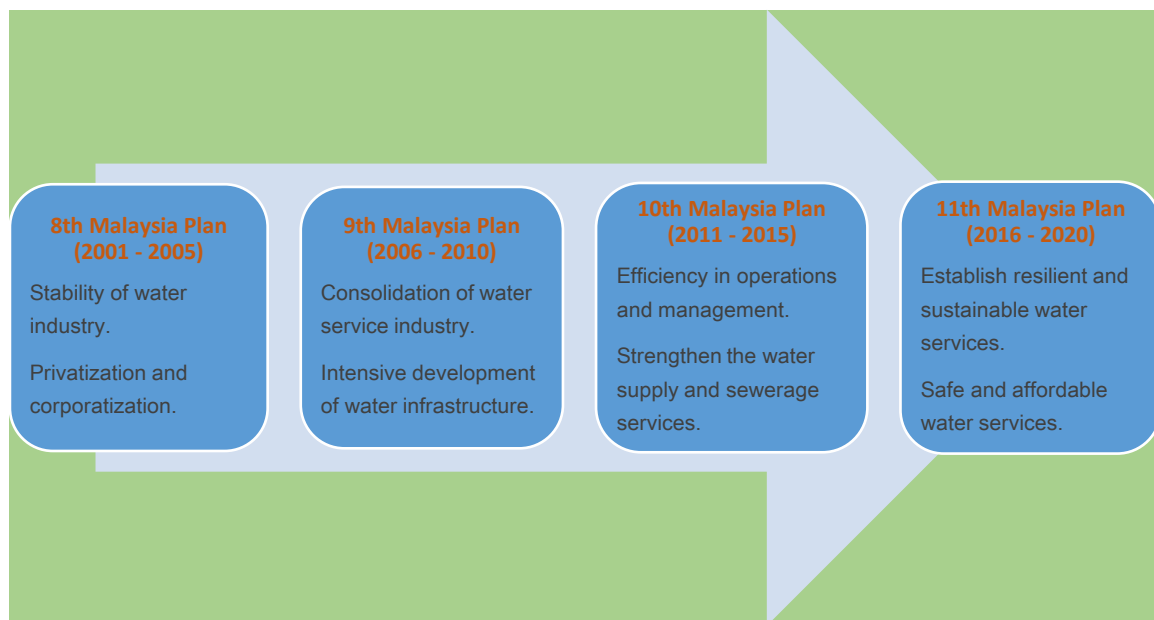 8th Malaysia Plan
(2001 - 2005)
Stability of water
industry.
Privatization and
corporatization.
9th Malaysia Plan
(2006 - 2010)
Consolidation of water
service industry.
Intensive development
of water infrastructure.
10th Malaysia Plan
(2011 - 2015)
Efficiency in operations
and management.
Strengthen the water
supply and sewerage
services.
11th Malaysia Plan
(2016 - 2020)
Establish resilient and
sustainable water
services.
Safe and affordable
water services.